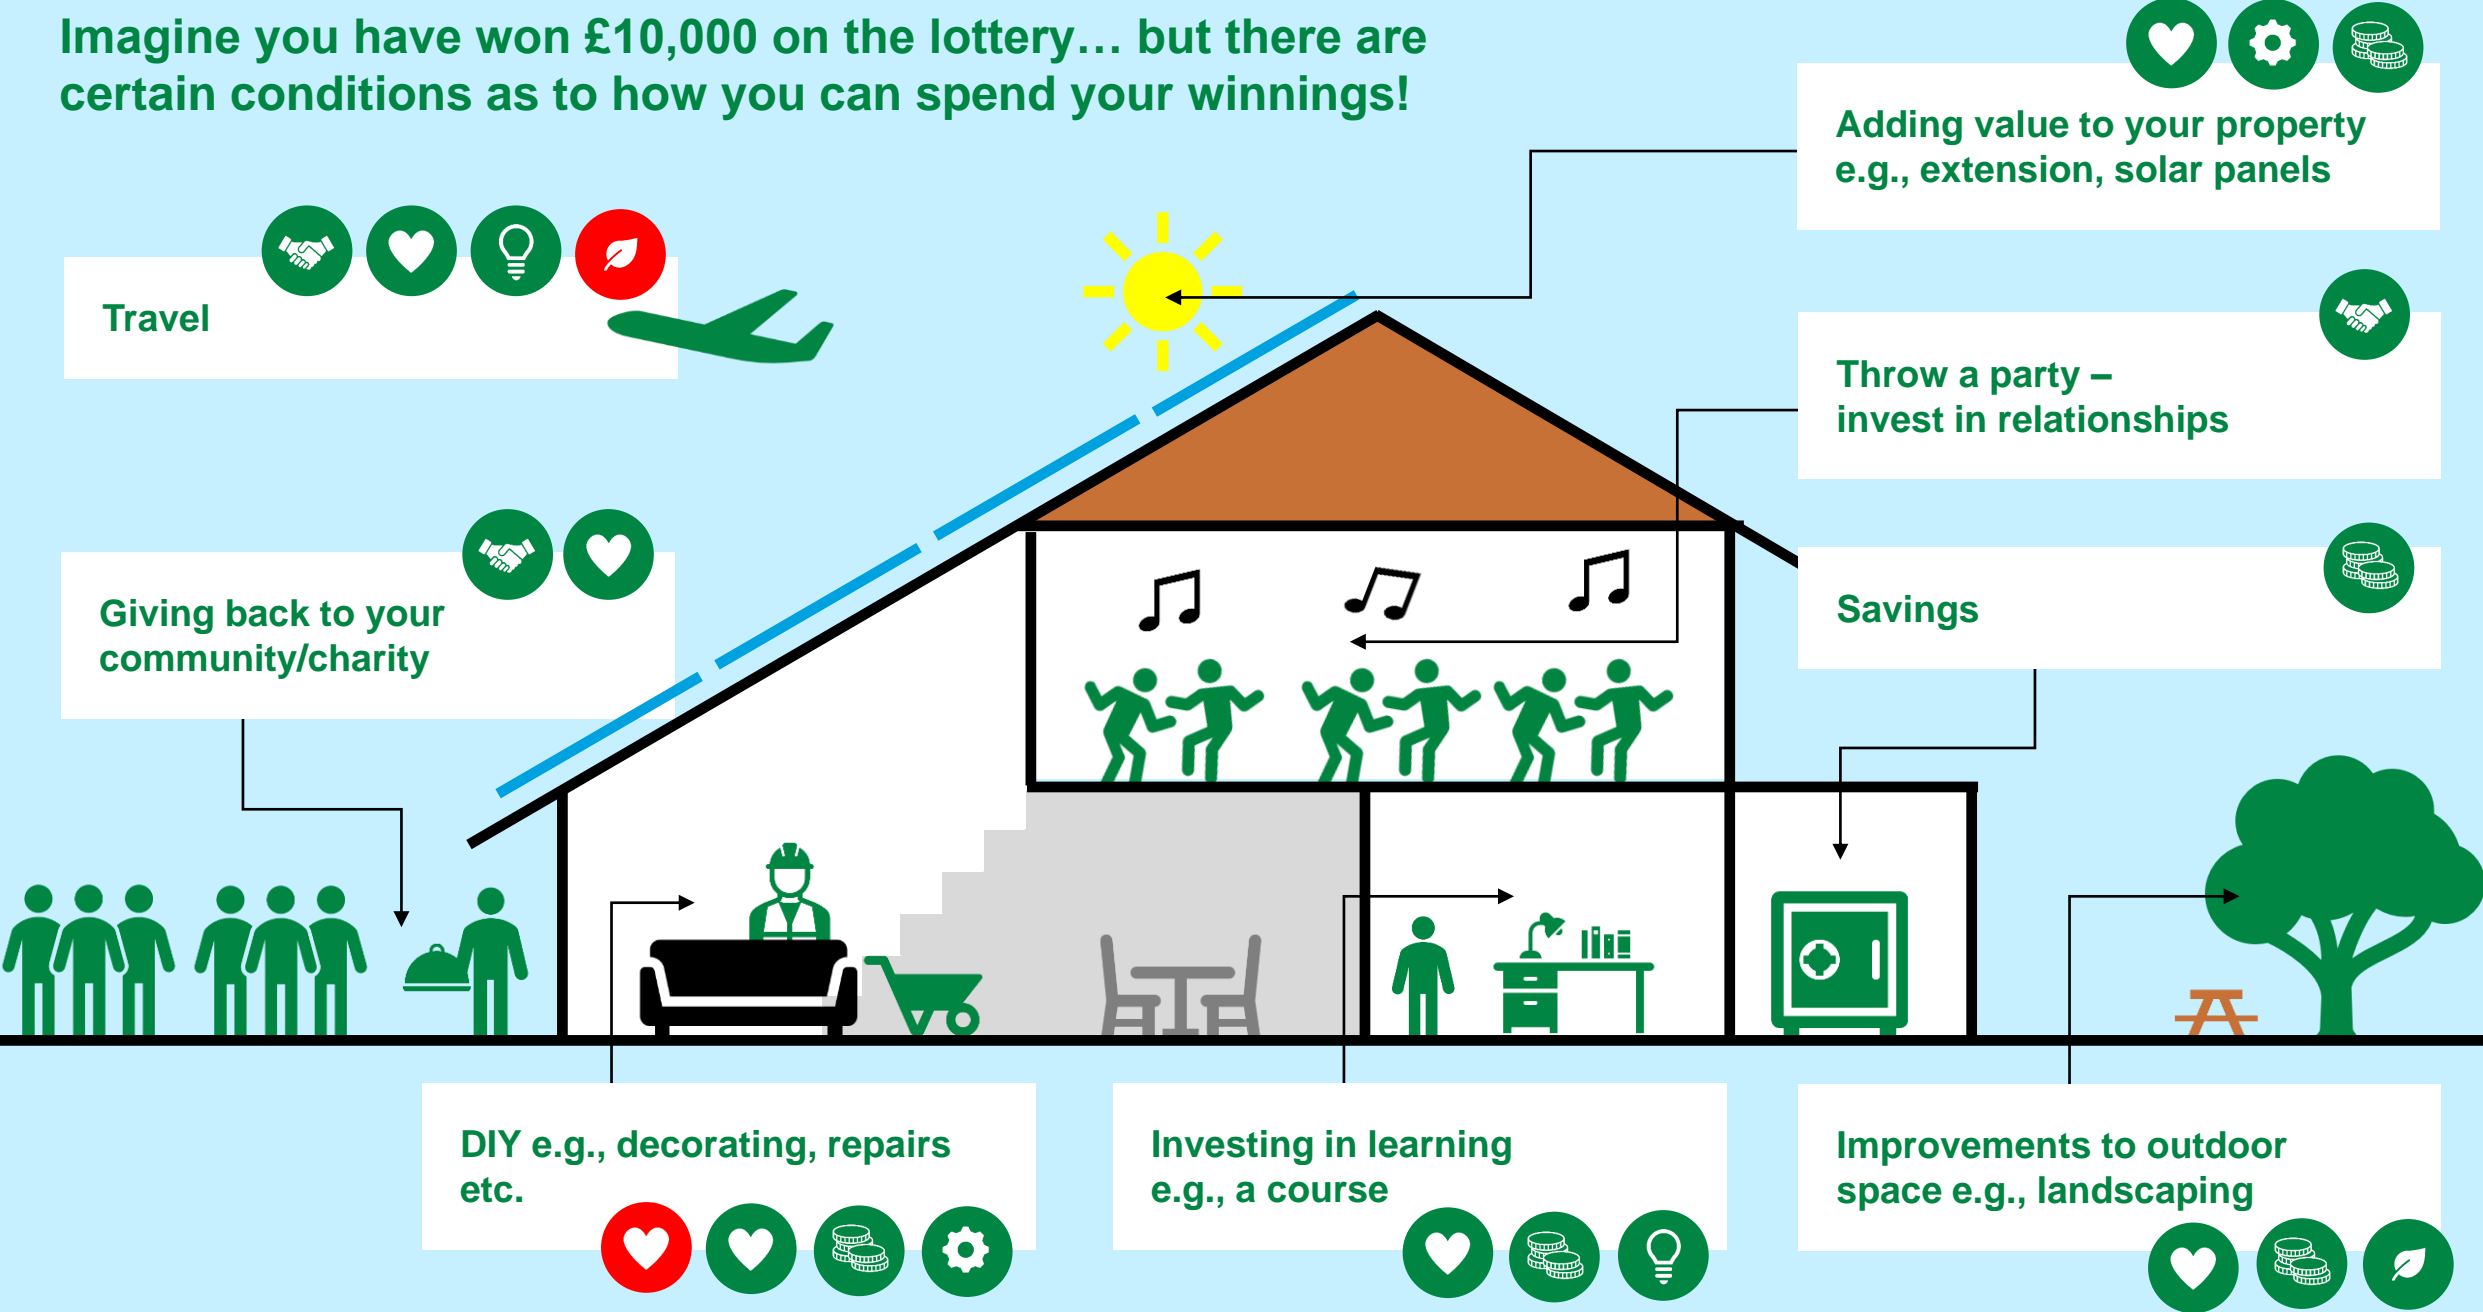 Imagine you have won £10,000 on the lottery... but there are
certain conditions as to how you can spend your winnings!
Adding value to your property
e.g., extension, solar panels
Travel
Throw a party –
invest in relationships
Giving back to your
community/charity
Savings
DIY e.g., decorating, repairs
etc.
Investing in learning
e.g., a course
Improvements to outdoor
space e.g., landscaping